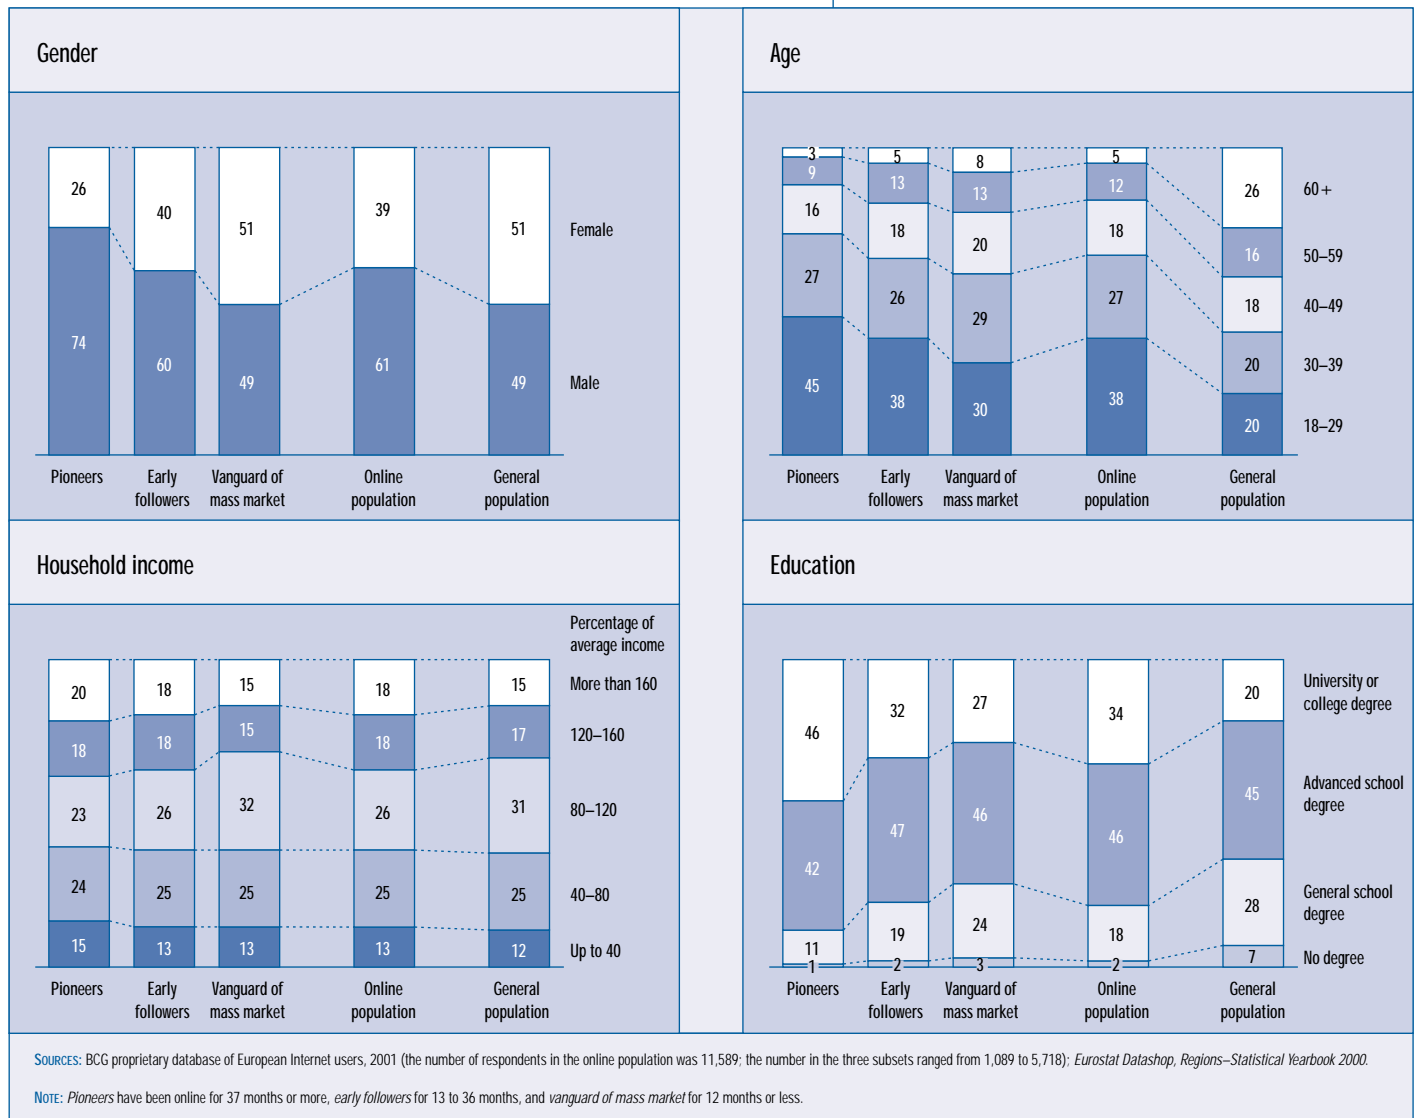 Gender
26
40
51
39
51
Female
74
60
49
61
49
Male
Pioneers
Early
followers
Vanguard of
mass market
Online
population
General
population
Age
3
5
8
5
26
60+
9
13
13
12
16
50–59
16
18
20
18
18
40–49
27
26
29
27
20
30–39
45
38
30
38
20
18–29
Pioneers
Early
followers
Vanguard of
mass market
Online
population
General
population
Household income
Percentage of
average income
20
18
15
18
15
More than 160
18
18
15
18
17
120–160
23
26
32
26
31
80–120
24
25
25
25
25
40–80
15
13
13
13
12
Up to 40
Pioneers
Early
followers
Vanguard of
mass market
Online
population
General
population
Education
46
32
27
34
20
University or
college degree
42
47
46
46
45
Advanced school
degree
11
19
24
18
28
General school
degree
1
2
3
2
7
No degree
Pioneers
Early
followers
Vanguard of
mass market
Online
population
General
population
SOURCES: BCG proprietary database of European Internet users, 2001 (the number of respondents in the online population was 11,589; the number in the three subsets ranged from 1,089 to 5,718); Eurostat Datashop, Regions–Statistical Yearbook 2000.
NOTE: Pioneers have been online for 37 months or more, early followers for 13 to 36 months, and vanguard of mass market for 12 months or less.